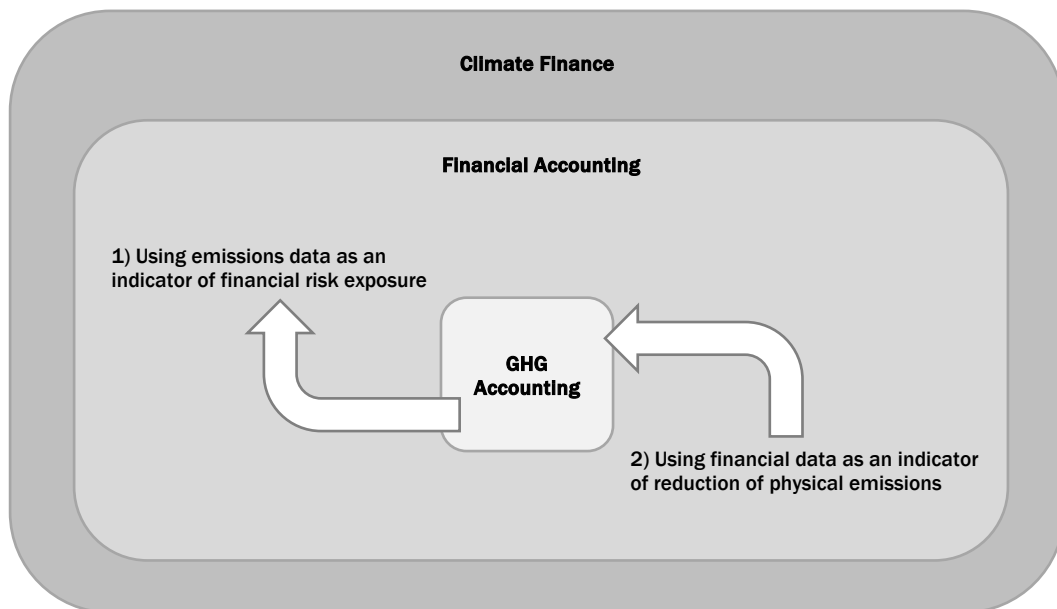 Climate Finance
Financial Accounting
1) Using emissions data as an
indicator of financial risk exposure
GHG
Accounting
2) Using financial data as an indicator
of reduction of physical emissions